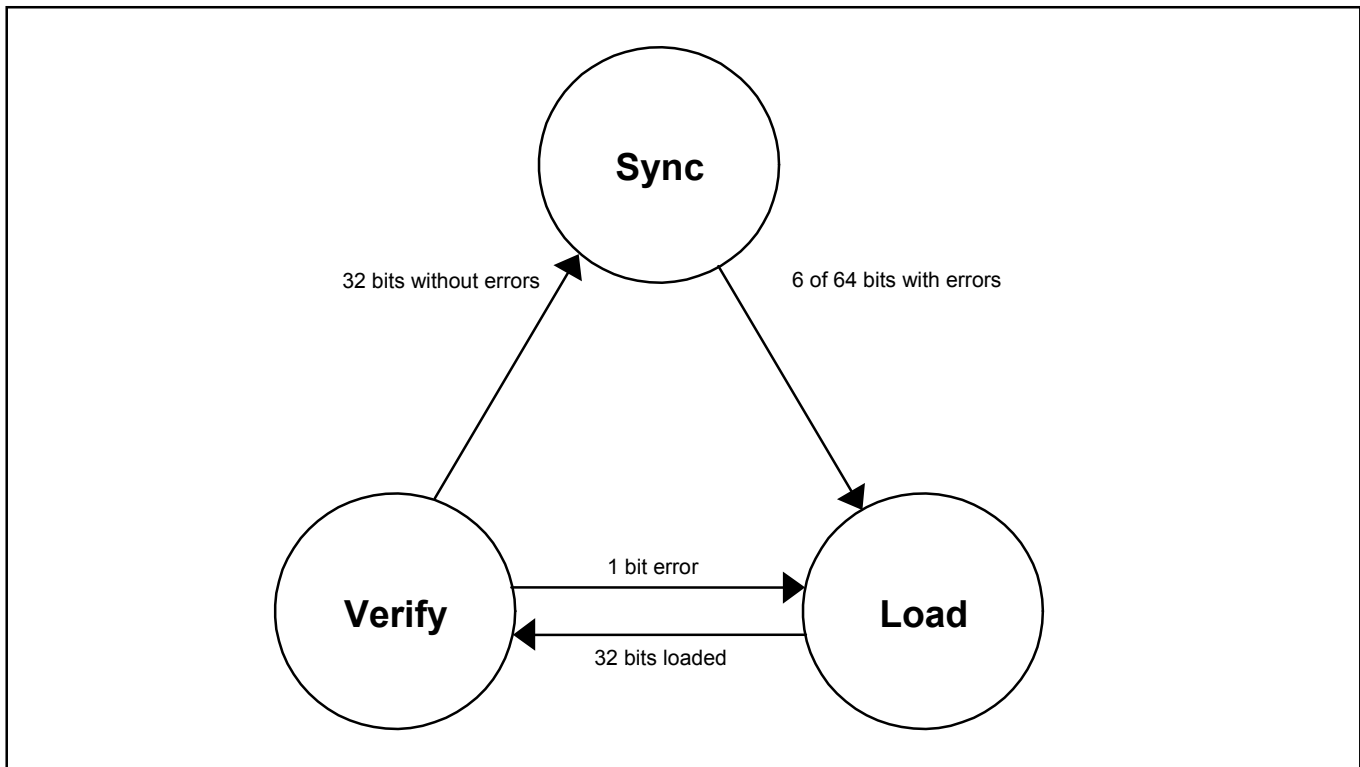 Sync
32 bits without errors
6 of 64 bits with errors
1 bit error
Verify
Load
32 bits loaded